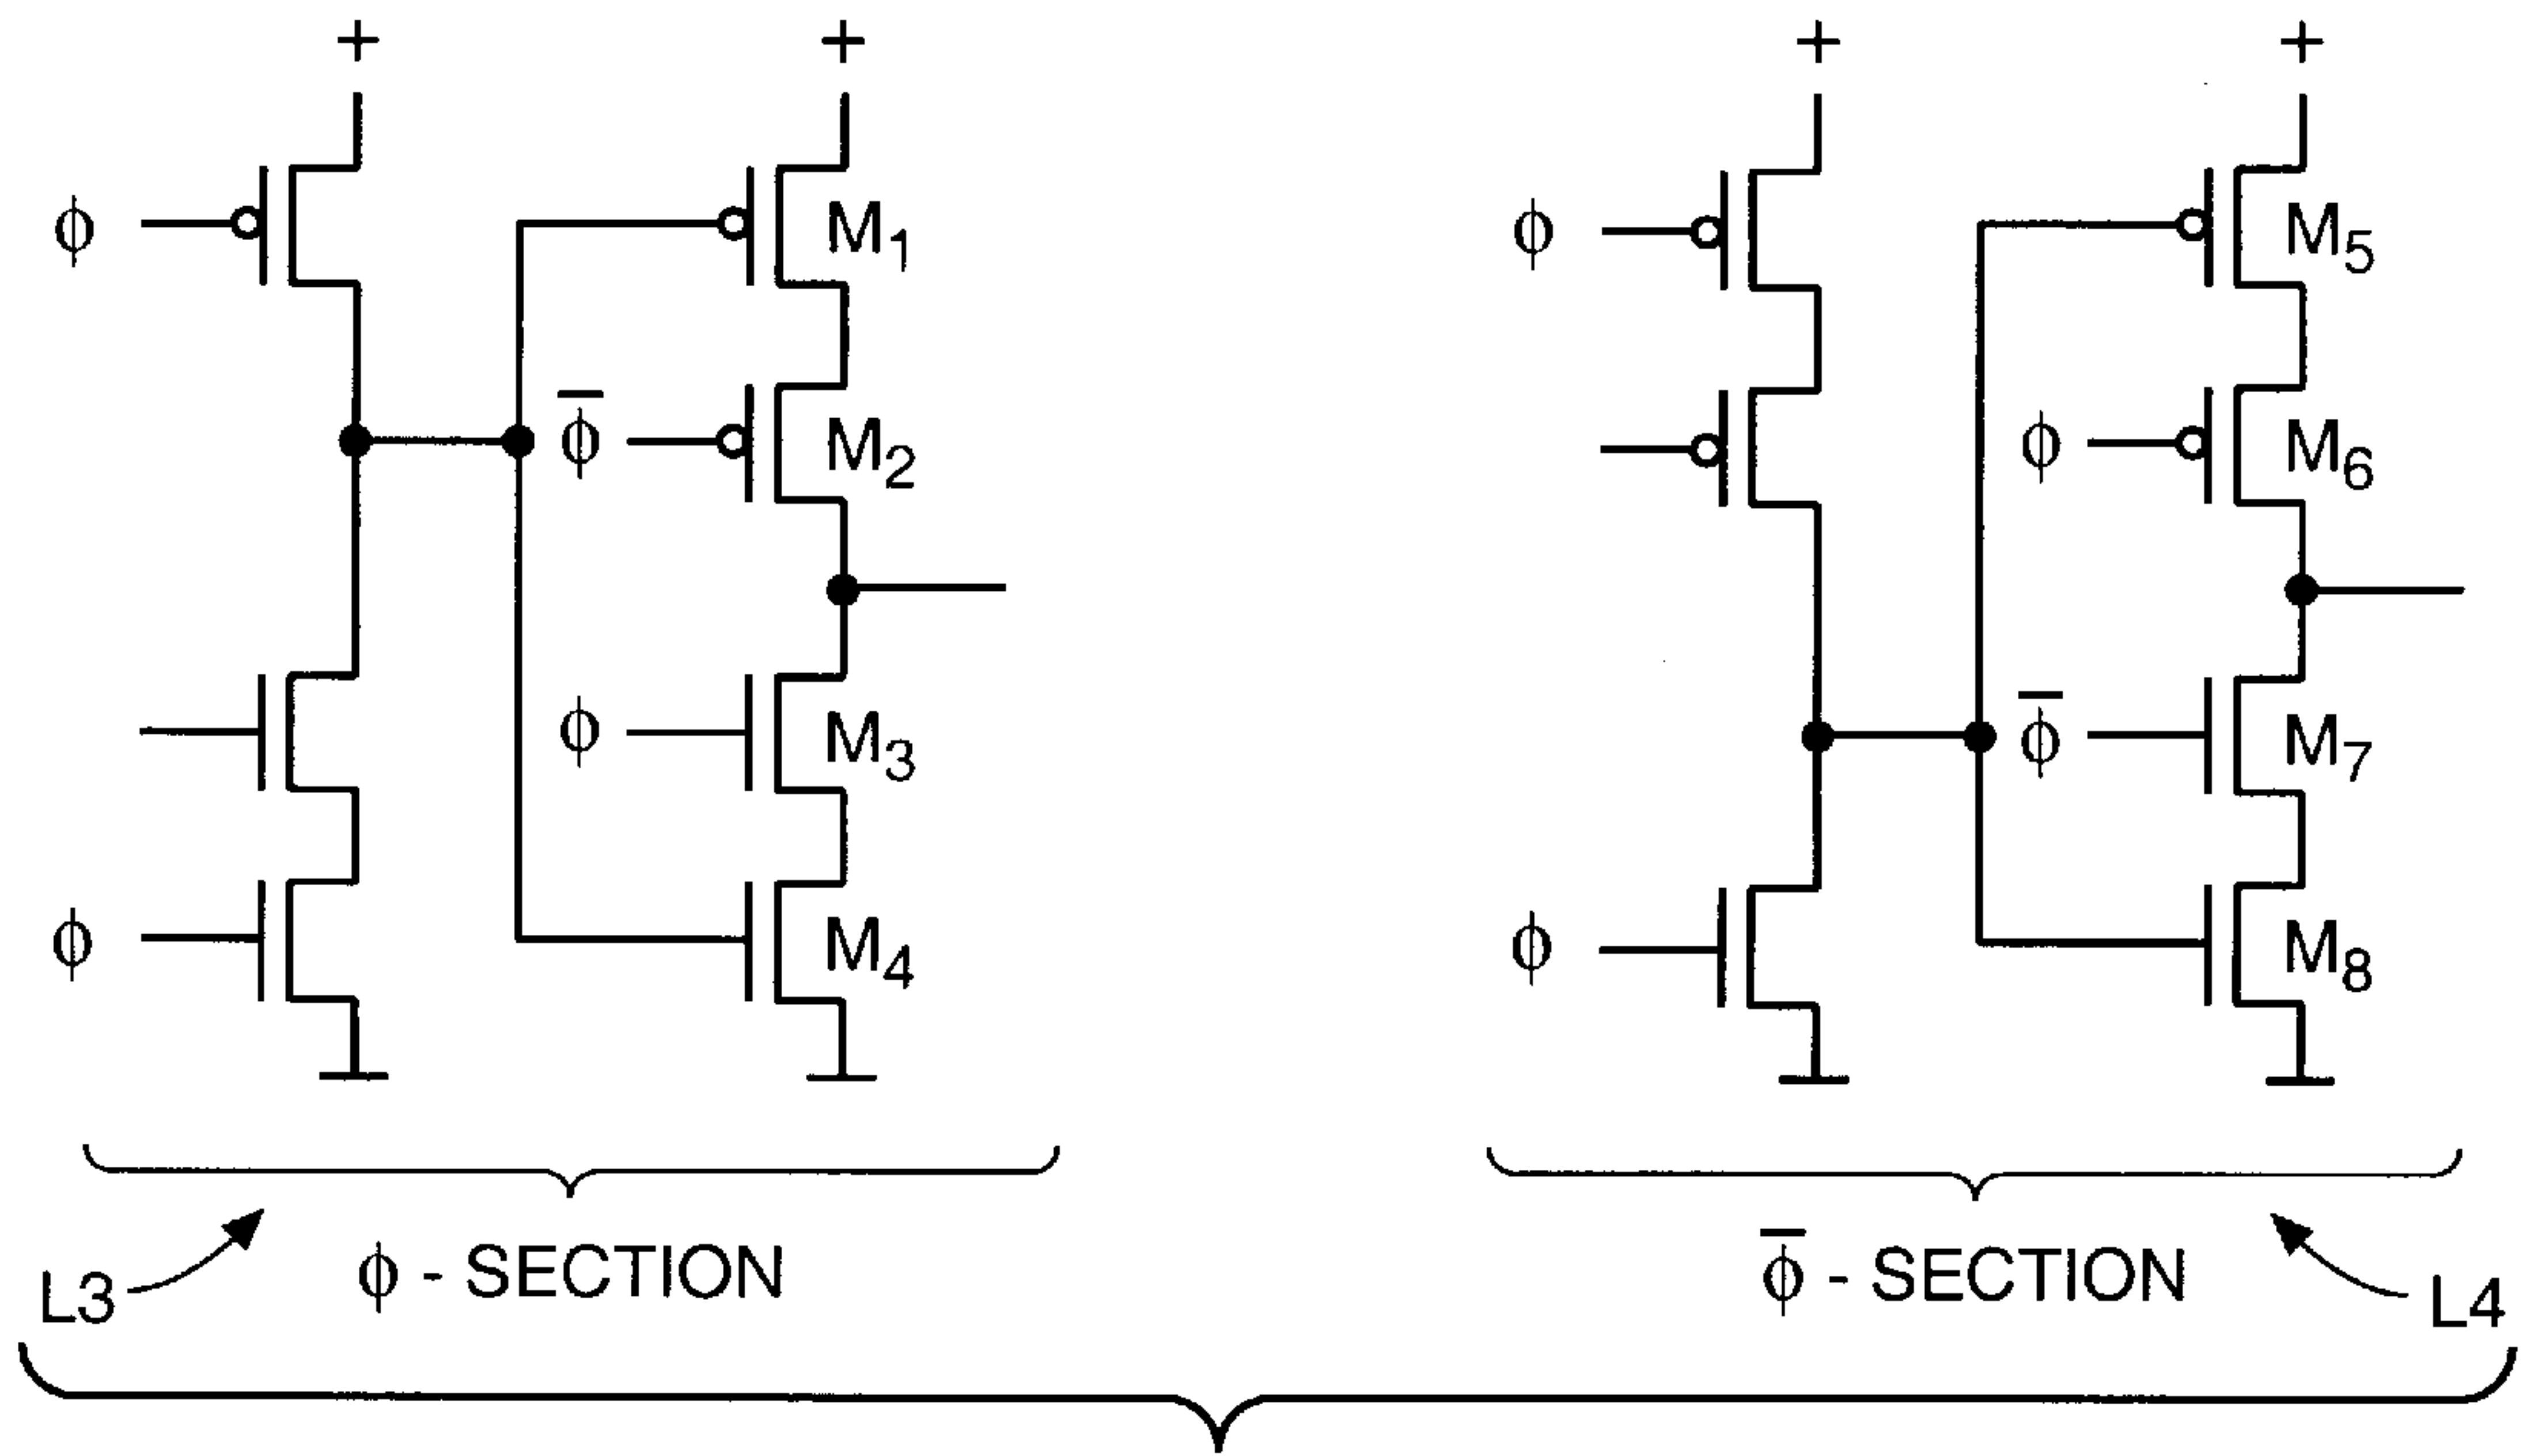 + + + +
ϕ M1 ϕ M5
ϕ̅ M2 ϕ M6
ϕ M3 ϕ̅ M7
ϕ M4 ϕ M8
L3 ϕ - SECTION ϕ̅ - SECTION L4